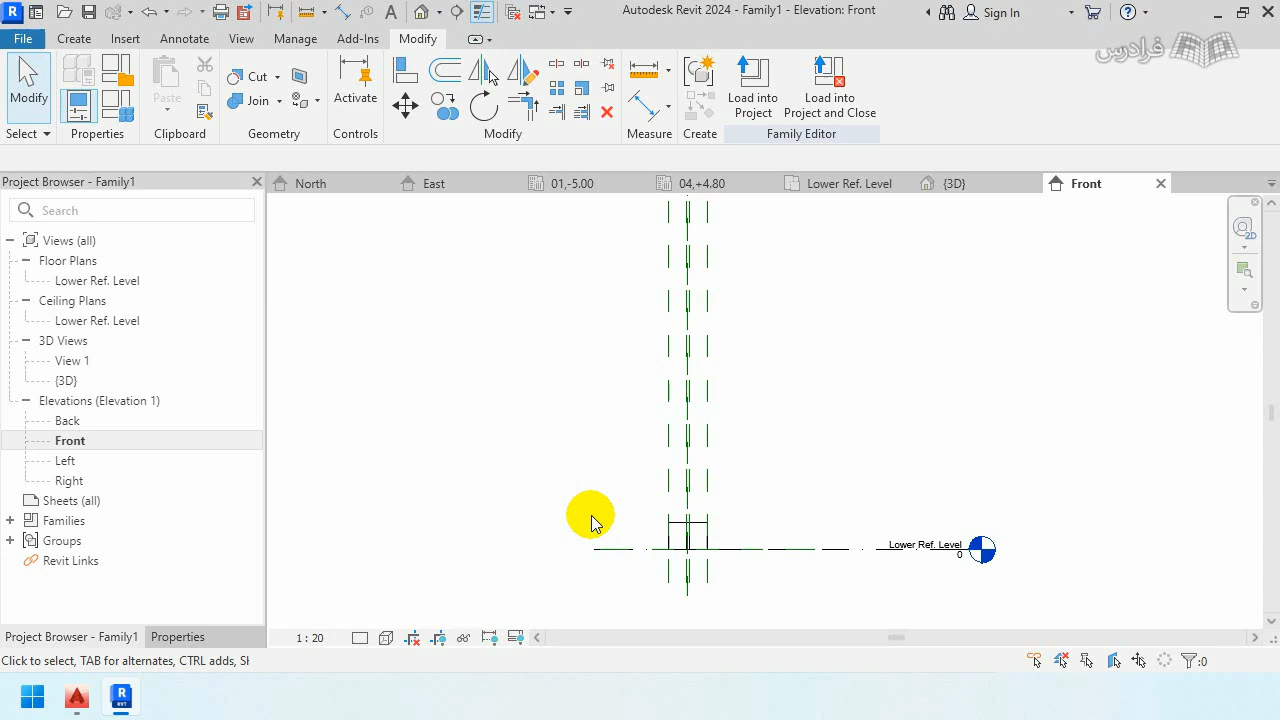 Autodesk Revit 2024 - Family1 - Elevation: Front
Sign In
File Create Insert Annotate View Manage Add-Ins Modify
فرادرس
Modify
Paste
Cut
Join
Activate
Load into
Project
Load into
Project and Close
Select Properties Clipboard Geometry Controls Modify Measure Create Family Editor
Project Browser - Family1
North East 01,-5.00 04,+4.80 Lower Ref. Level {3D} Front
Search
2D
Views (all)
Floor Plans
Lower Ref. Level
Ceiling Plans
Lower Ref. Level
3D Views
View 1
{3D}
Elevations (Elevation 1)
Back
Front
Left
Right
Sheets (all)
Families
Groups
Revit Links
Lower Ref. Level
0
Project Browser - Family1 Properties
1 : 20
Click to select, TAB for alternates, CTRL adds, SH
:0
R
RVT